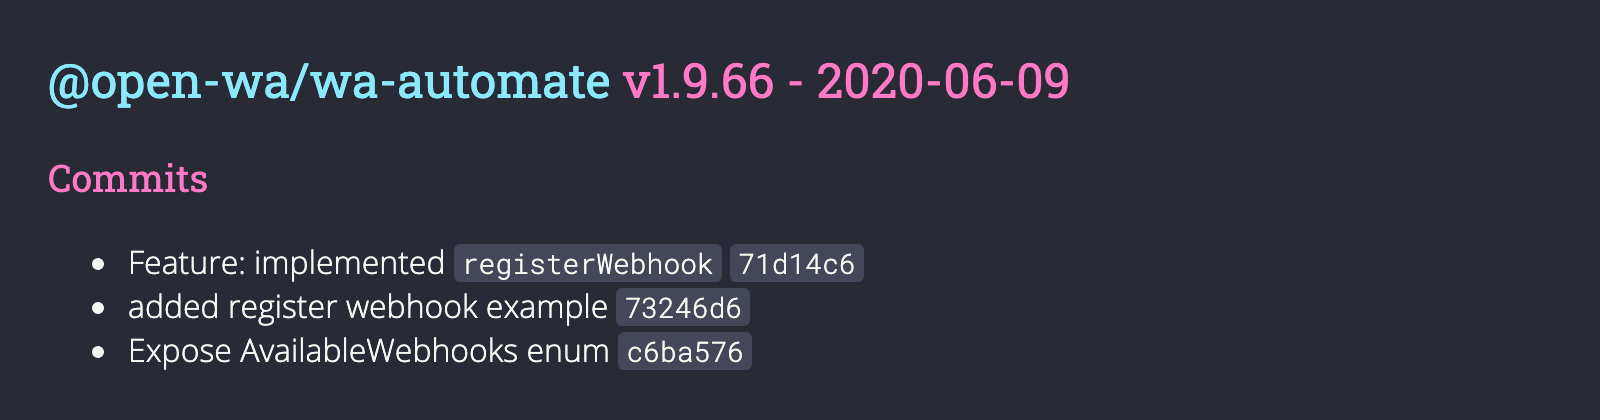 @open-wa/wa-automate v1.9.66 - 2020-06-09
Commits
Feature: implemented registerWebhook 71d14c6
added register webhook example 73246d6
Expose AvailableWebhooks enum c6ba576